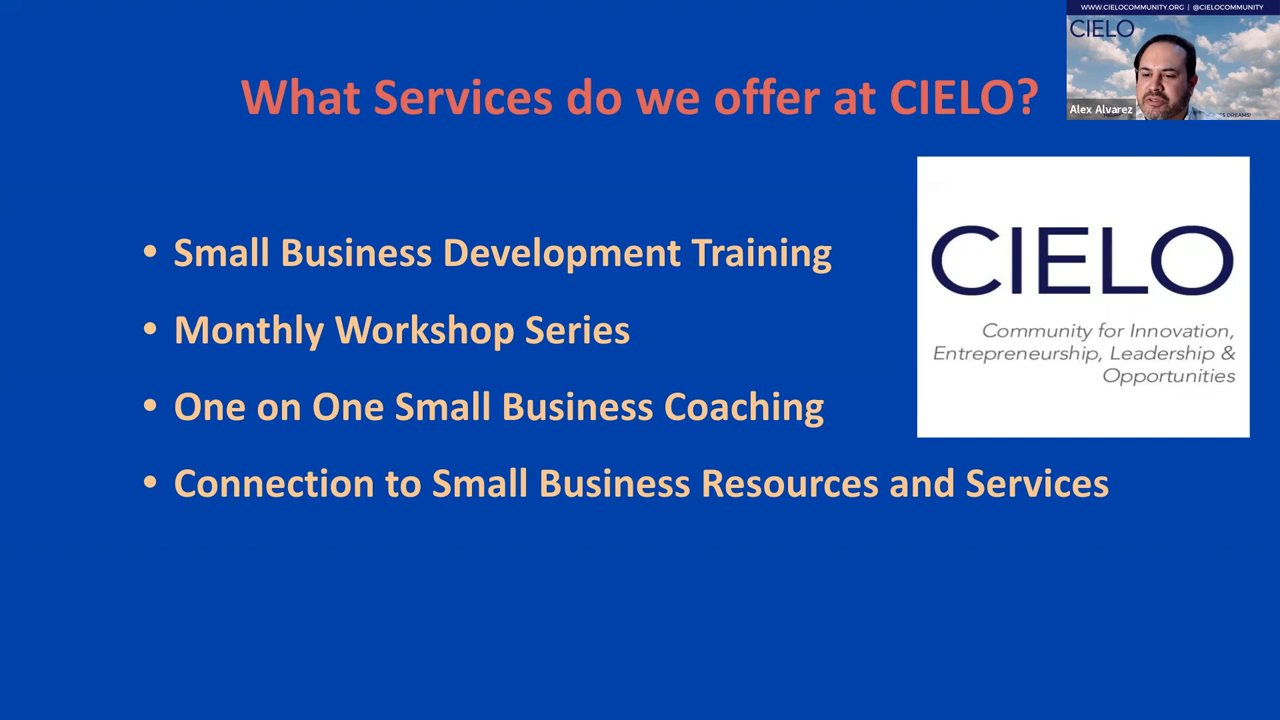 WWW.CIELOCOMMUNITY.ORG | @CIELOCOMMUNITY
CIELO
Alex Alvarez
What Services do we offer at CIELO?
• Small Business Development Training
• Monthly Workshop Series
• One on One Small Business Coaching
• Connection to Small Business Resources and Services
CIELO
Community for Innovation,
Entrepreneurship, Leadership &
Opportunities